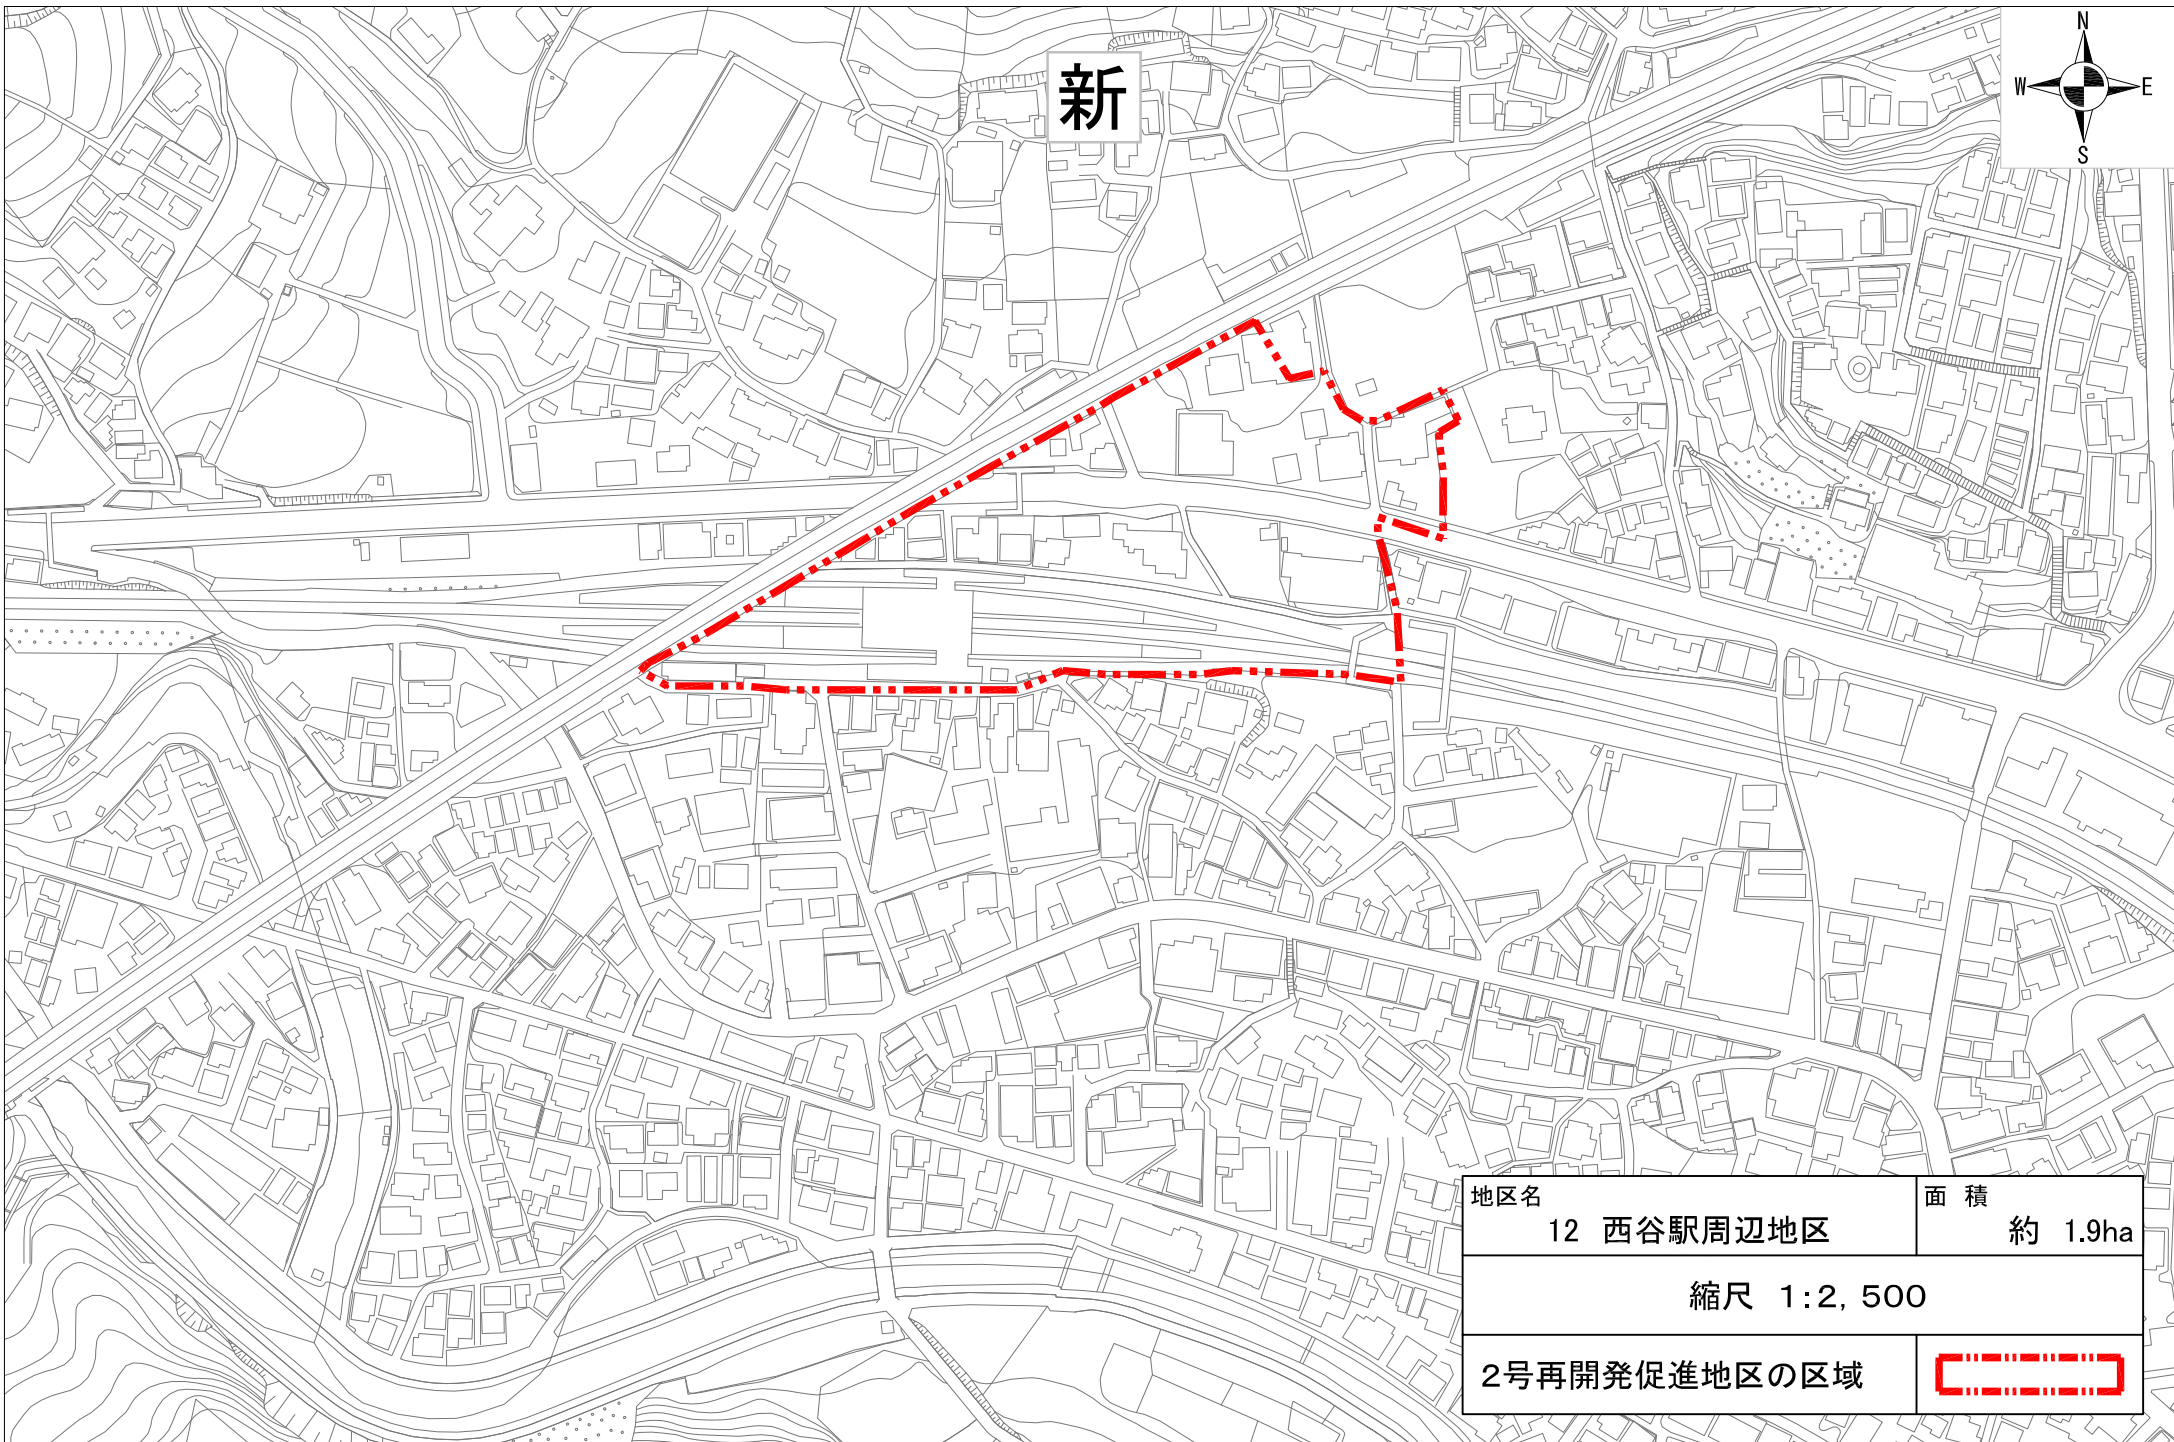 新
N
W E
S
地区名
12 西谷駅周辺地区
面 積
約 1.9ha
縮尺 1:2,500
2号再開発促進地区の区域